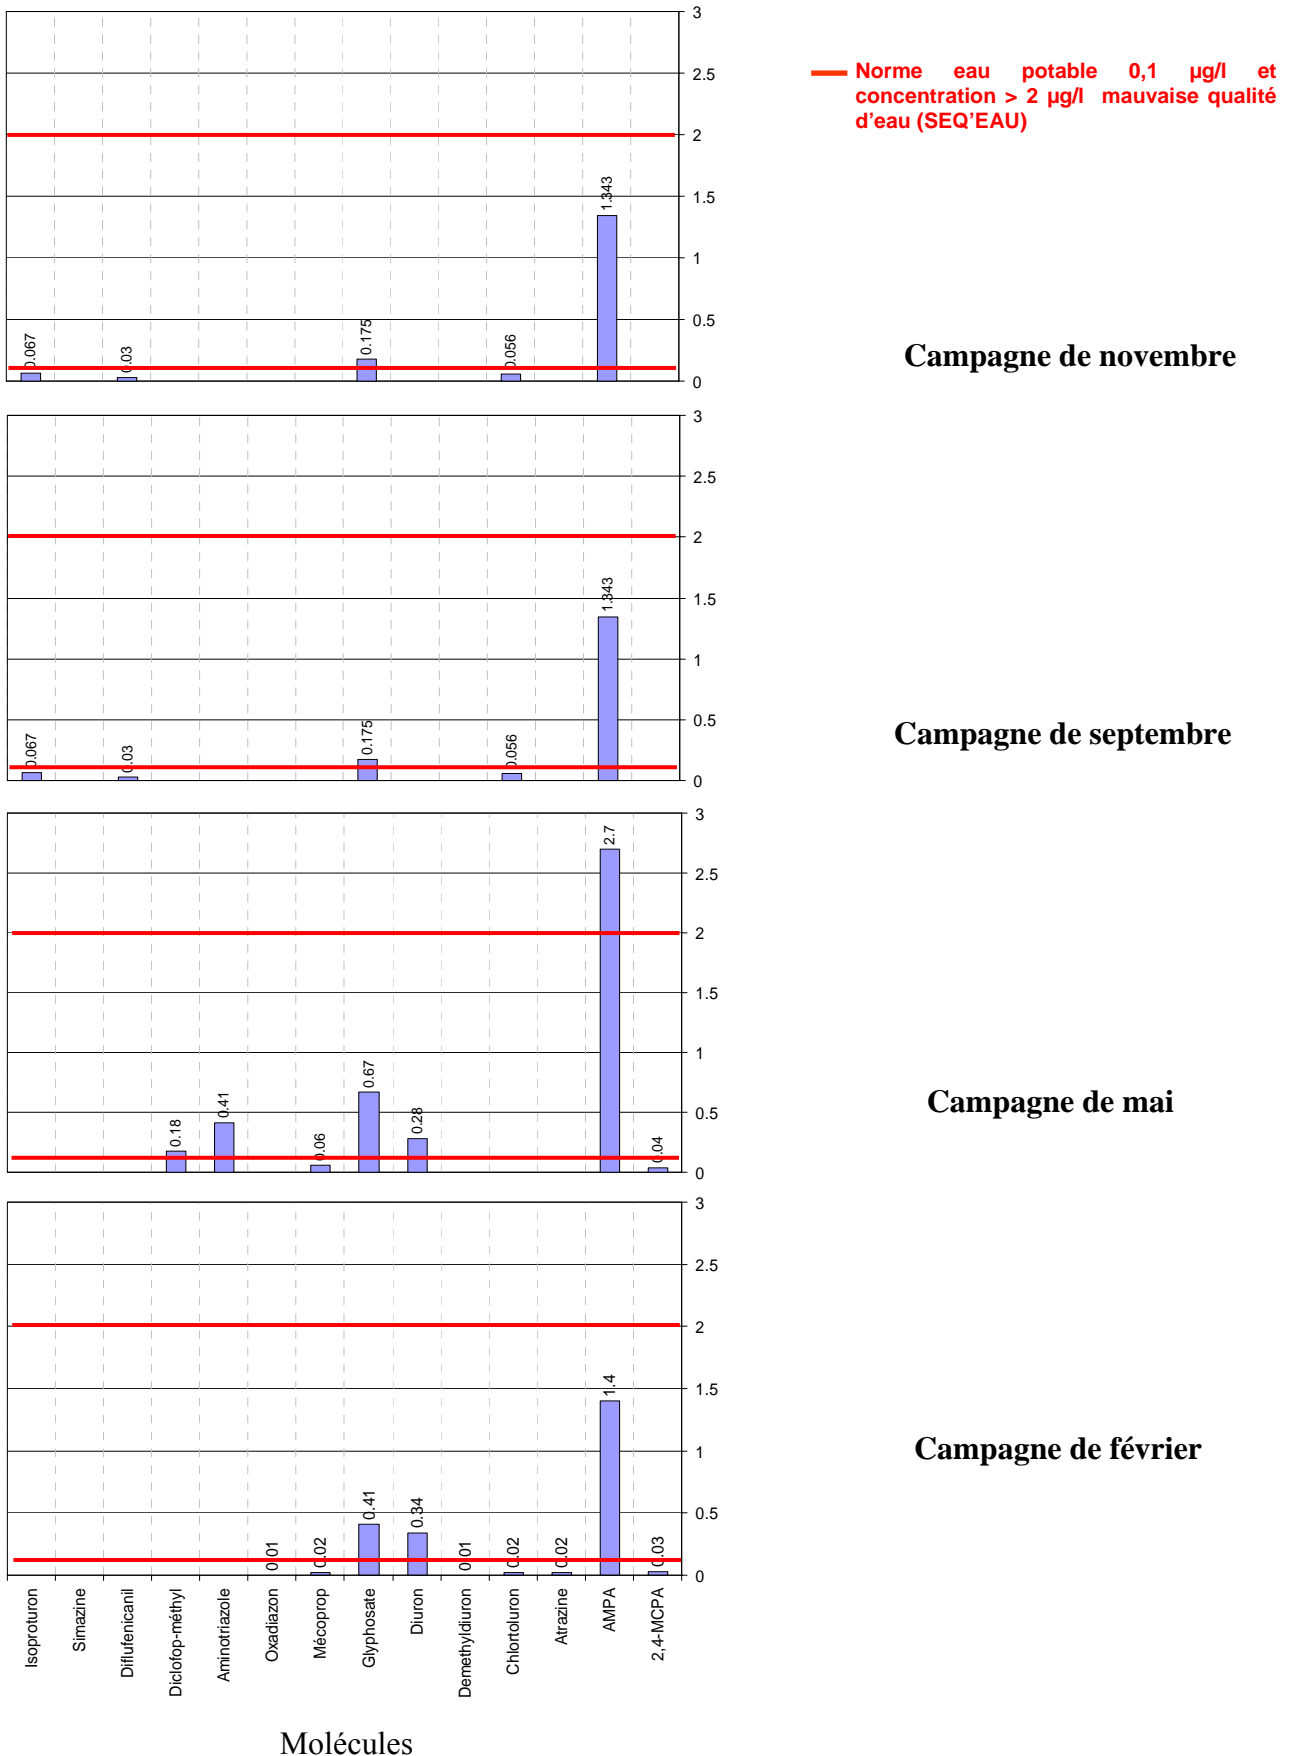 3
2.5
2
1.5
1
0.5
0
0.067
0.03
0.175
0.056
1.343
Norme eau potable 0,1 µg/l et
concentration > 2 µg/l mauvaise qualité
d'eau (SEQ'EAU)
Campagne de novembre
3
2.5
2
1.5
1
0.5
0
0.067
0.03
0.175
0.056
1.343
Campagne de septembre
3
2.5
2
1.5
1
0.5
0
0.18
0.41
0.06
0.67
0.28
2.7
0.04
Campagne de mai
3
2.5
2
1.5
1
0.5
0
0.01
0.02
0.41
0.34
0.01
0.02
0.02
1.4
0.03
Campagne de février
Isoproturon
Simazine
Diflufenicanil
Diclofop-méthyl
Aminotriazole
Oxadiazon
Mécoprop
Glyphosate
Diuron
Demethyldiuron
Chlortoluron
Atrazine
AMPA
2,4-MCPA
Molécules